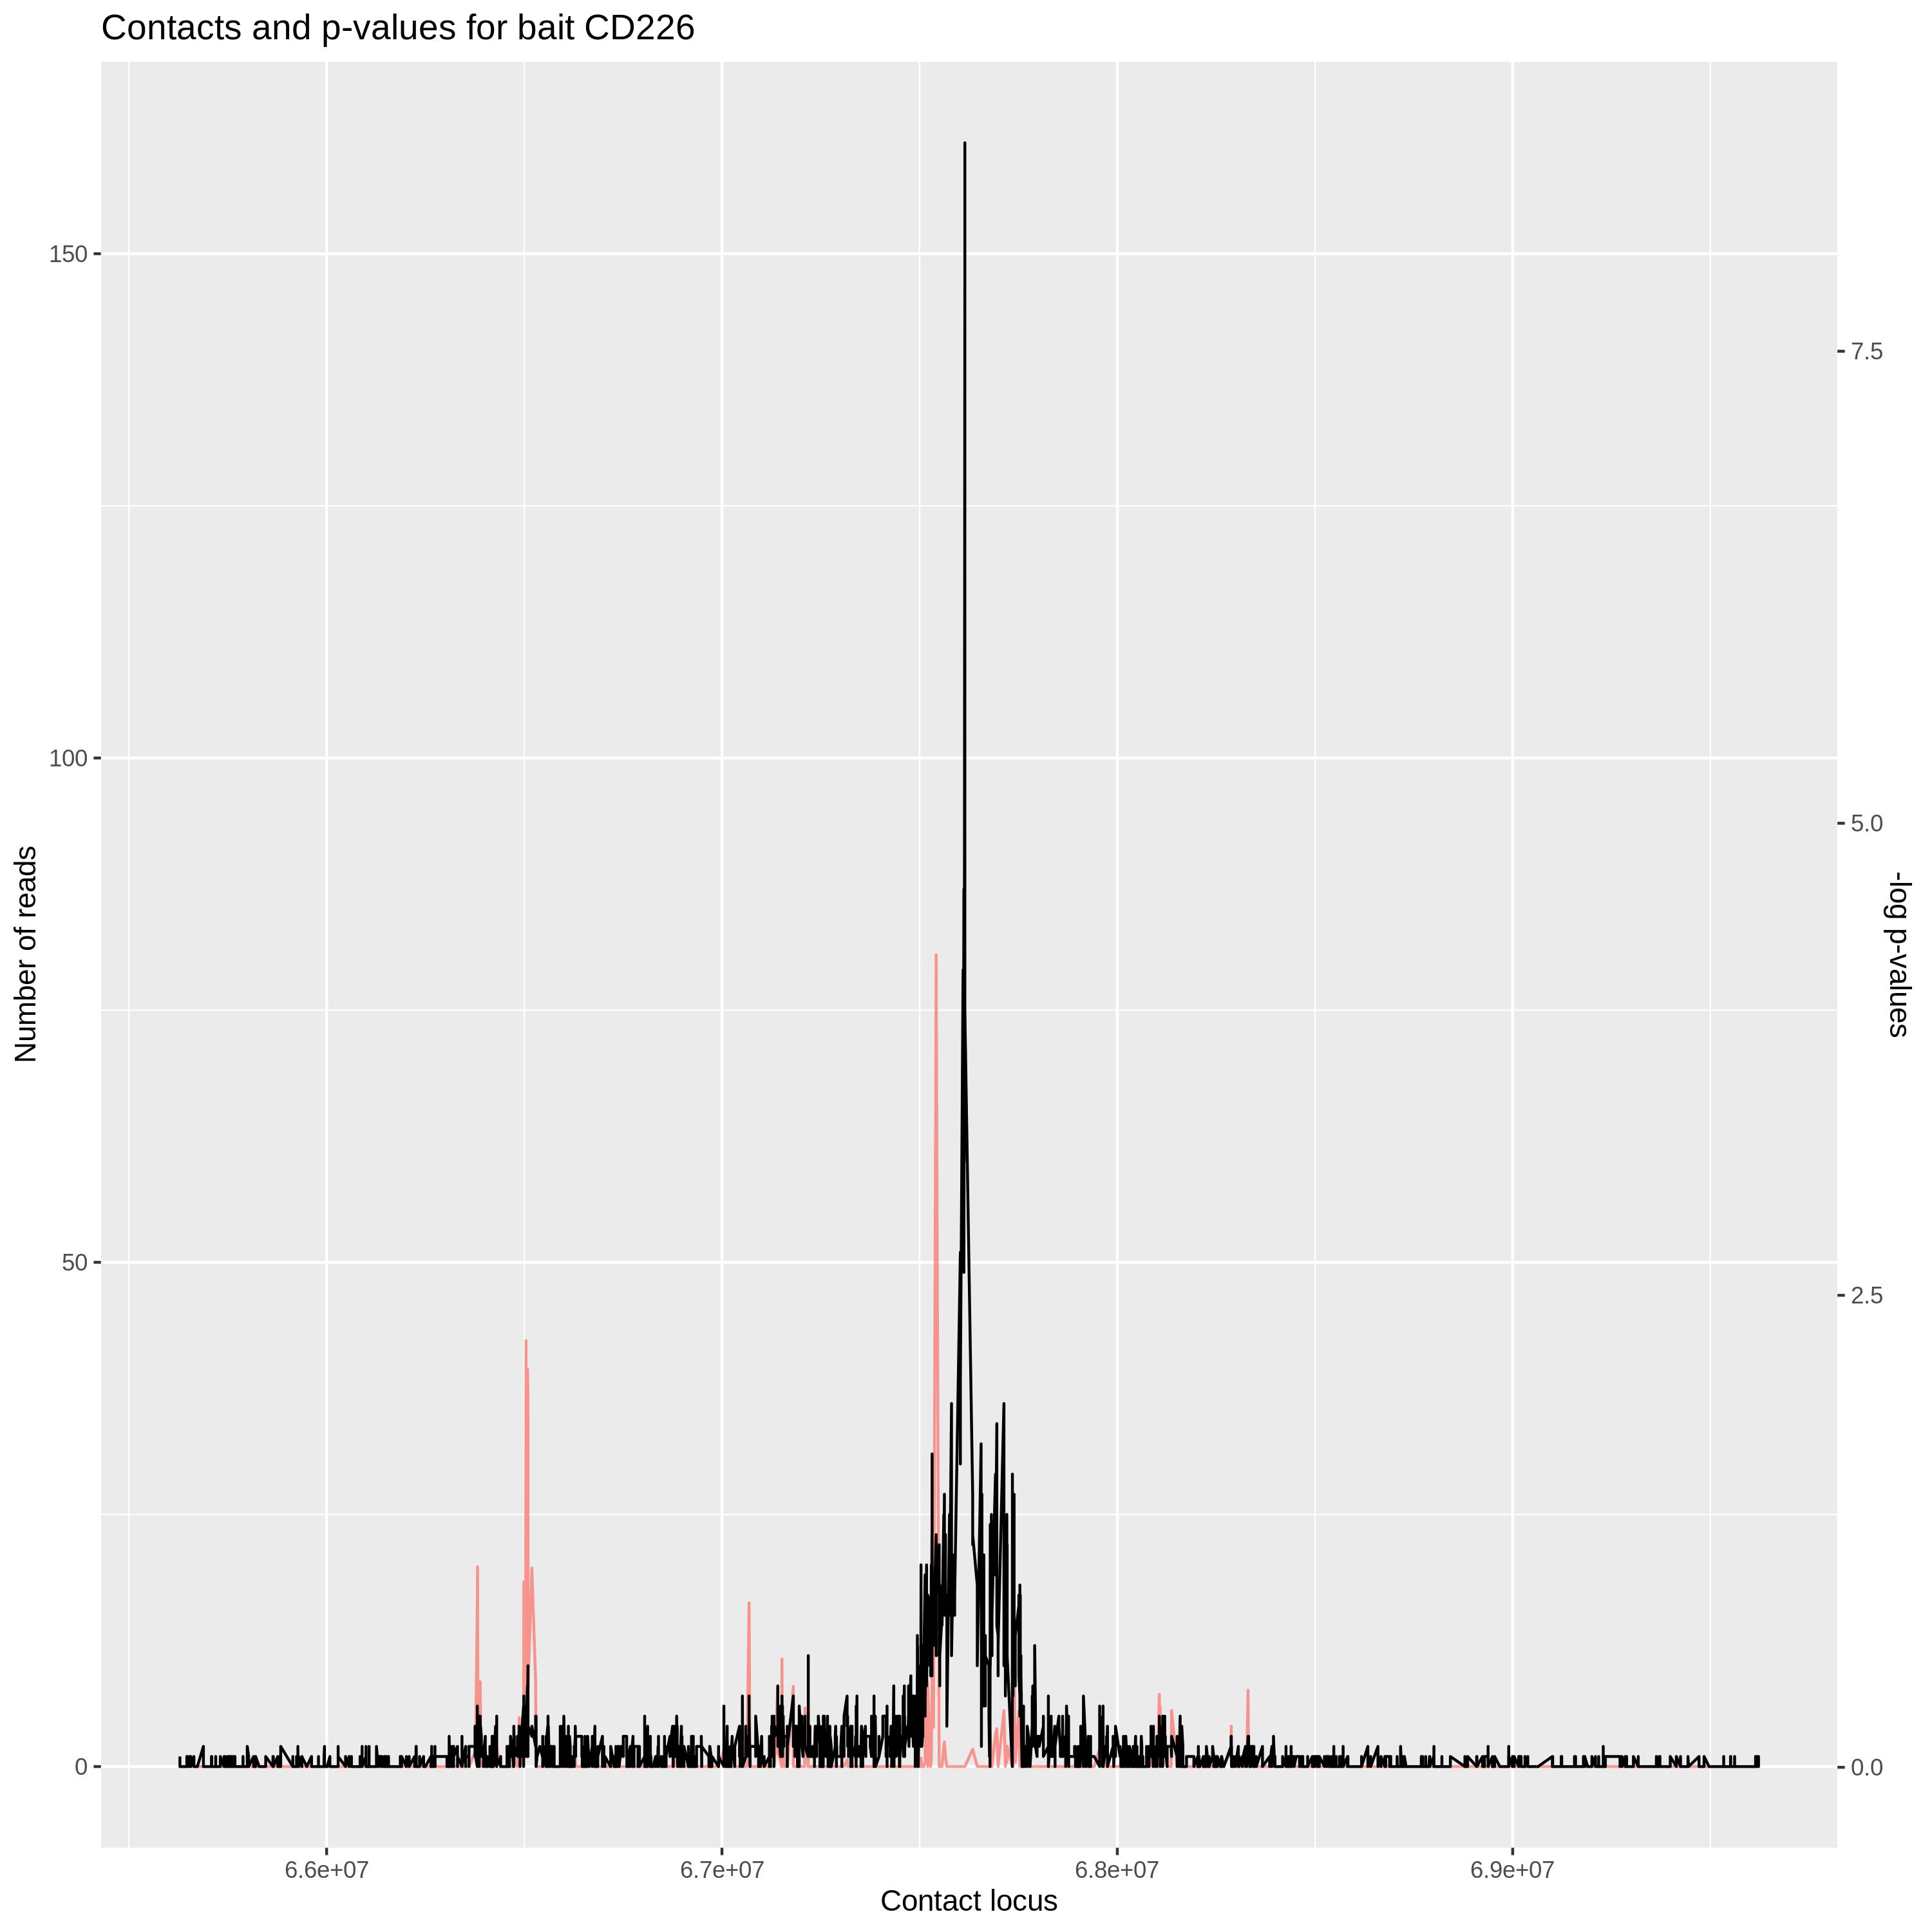 Contacts and p-values for bait CD226
150
100
50
0
Number of reads
7.5
5.0
2.5
0.0
-log p-values
6.6e+07
6.7e+07
6.8e+07
6.9e+07
Contact locus